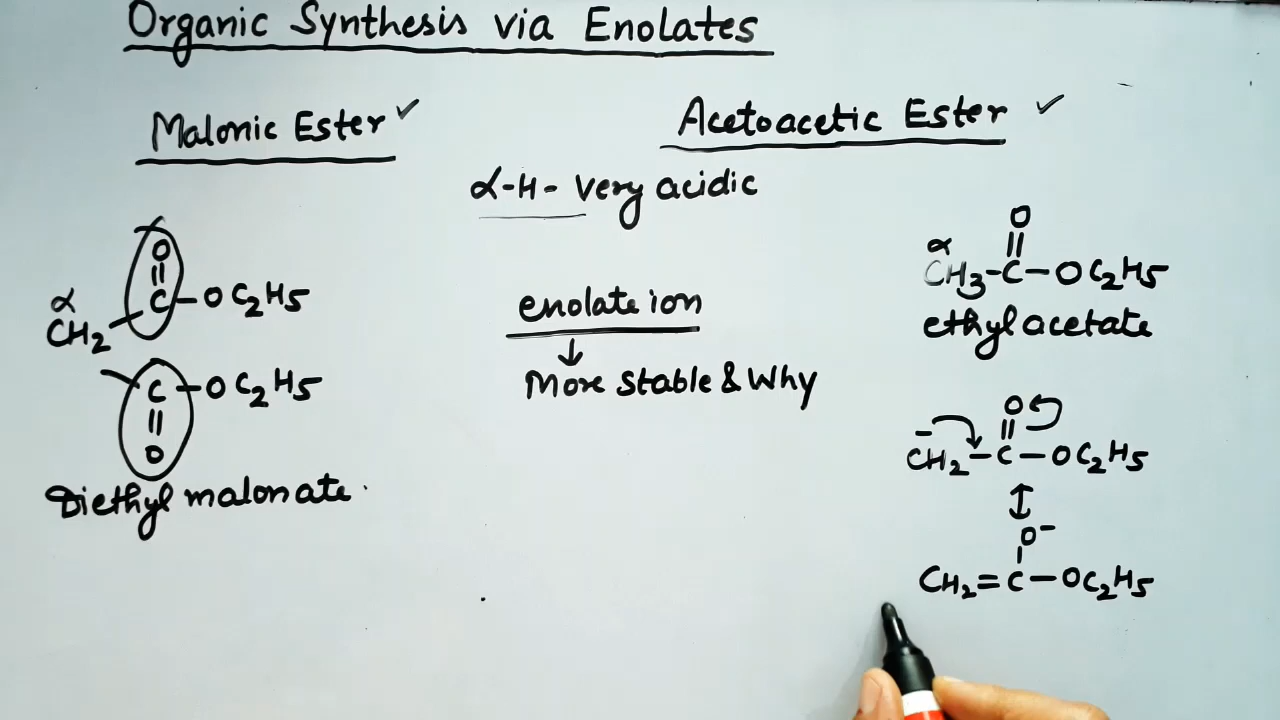 Organic Synthesis via Enolates
Malonic Ester ✓
Acetoacetic Ester ✓
α-H- very acidic
O
||
α
CH2
C-OC2H5
C-OC2H5
||
O
Diethyl malonate.
enolate ion
↓
More stable & Why
O
α ||
CH3-C-OC2H5
ethyl acetate
O
- ||
CH2-C-OC2H5
↕
O-
|
CH2=C-OC2H5